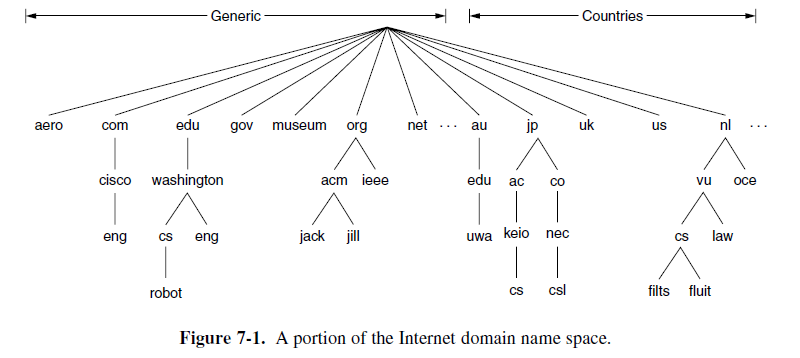 Generic Countries
aero com edu gov museum org net ... au jp uk us nl ...
cisco washington acm ieee edu ac co vu oce
eng cs eng jack jill uwa keio nec cs law
robot cs csl filts fluit
Figure 7-1. A portion of the Internet domain name space.